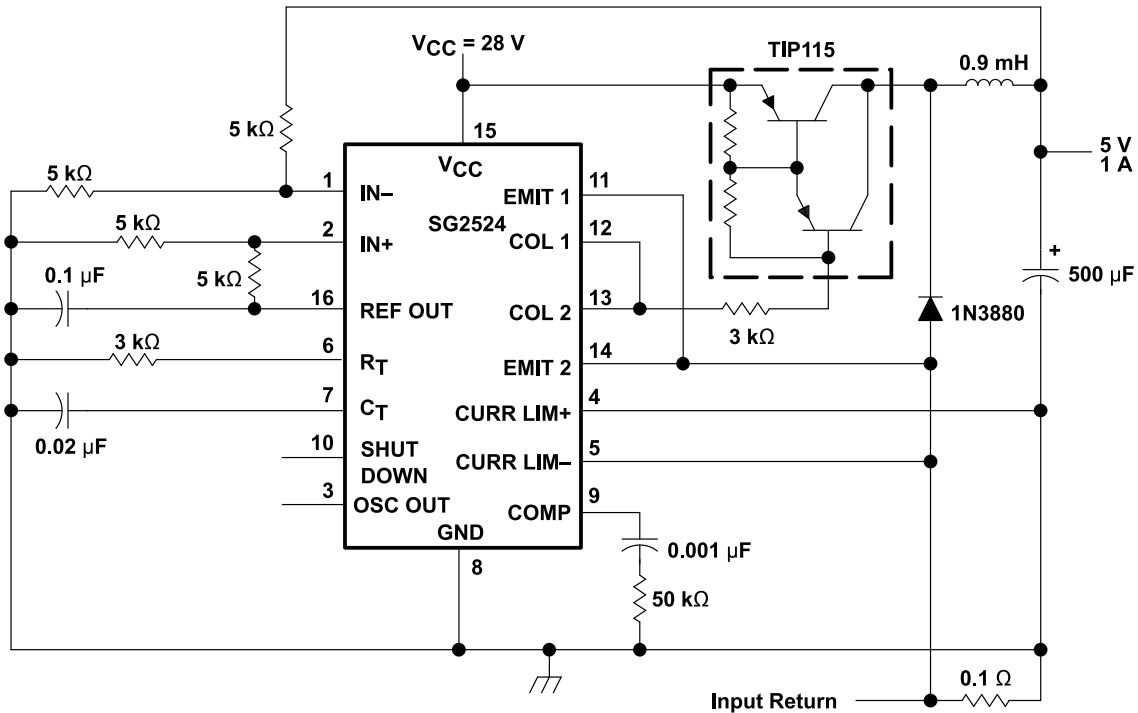 VCC = 28 V
TIP115
0.9 mH
5 kΩ
15
5 V
1 A
5 kΩ
1
IN–
VCC
EMIT 1
11
SG2524
5 kΩ
2
IN+
COL 1
12
0.1 µF
5 kΩ
16
REF OUT
COL 2
13
3 kΩ
+
500 µF
1N3880
3 kΩ
6
RT
EMIT 2
14
7
CT
CURR LIM+
4
0.02 µF
10
SHUT
DOWN
CURR LIM–
5
3
OSC OUT
COMP
9
GND
8
0.001 µF
50 kΩ
0.1 Ω
Input Return